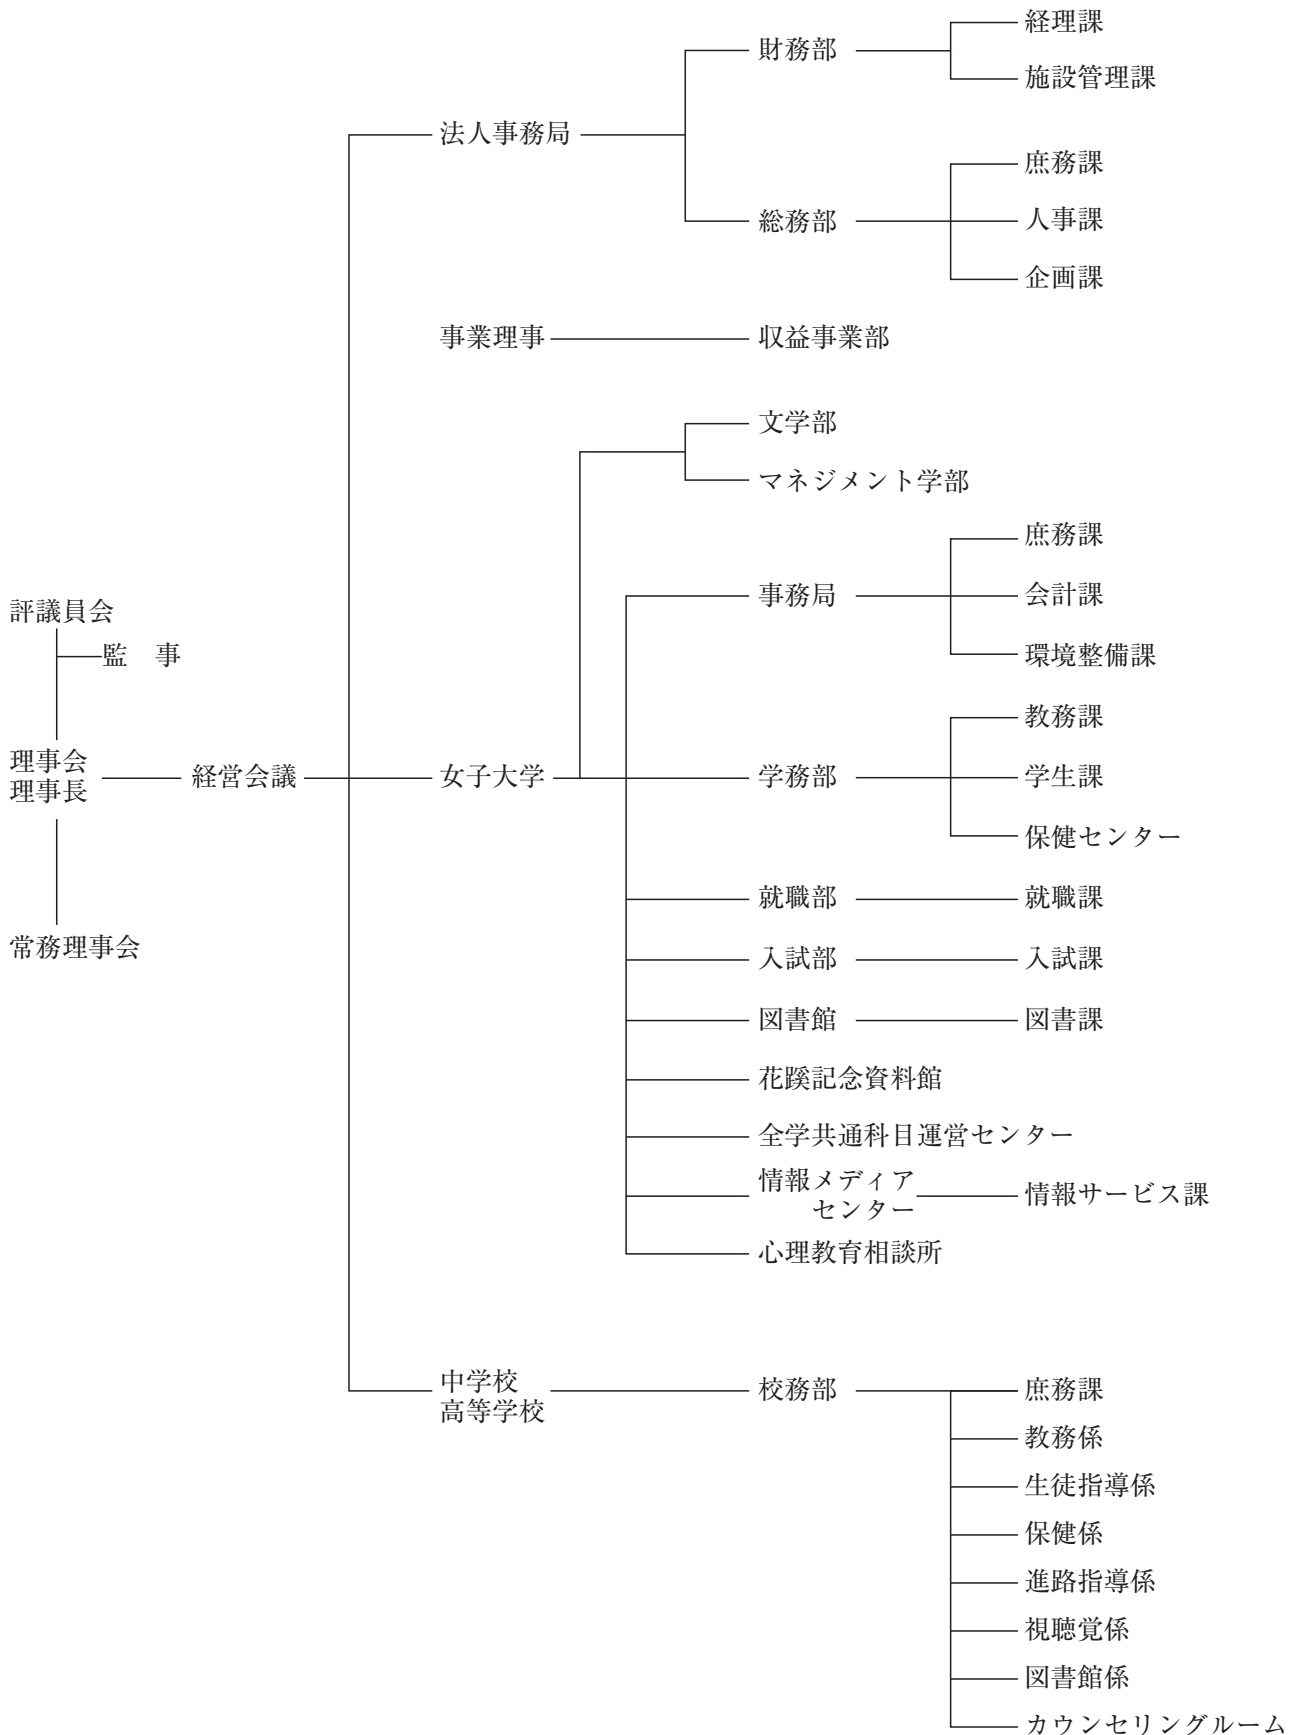 評議員会
監　事
理事会
理事長
常務理事会
経営会議
法人事務局
財務部
経理課
施設管理課
総務部
庶務課
人事課
企画課
事業理事
収益事業部
女子大学
文学部
マネジメント学部
事務局
庶務課
会計課
環境整備課
学務部
教務課
学生課
保健センター
就職部
就職課
入試部
入試課
図書館
図書課
花蹊記念資料館
全学共通科目運営センター
情報メディア
センター
情報サービス課
心理教育相談所
中学校
高等学校
校務部
庶務課
教務係
生徒指導係
保健係
進路指導係
視聴覚係
図書館係
カウンセリングルーム